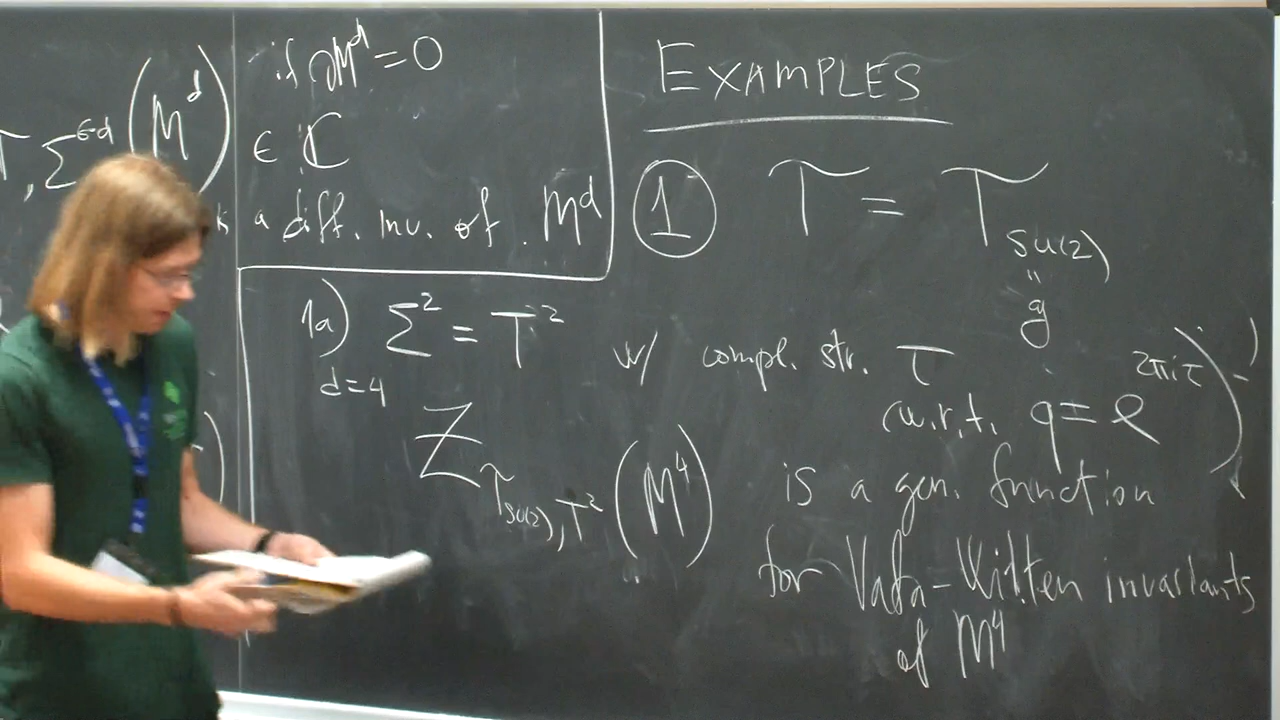 T, Σ^{6-d} (M^d)
if ∂M^d = 0
∈ ℂ
is a diff. inv. of M^d
EXAMPLES
① T = T_{su(2)}
"
g
1a) Σ² = T² w/ compl. str. τ
d=4
(w.r.t. q = e^{2πiτ})
Z_{T_{su(2)}, T²} (M⁴) is a gen. function
for Vafa-Witten invariants
of M⁴